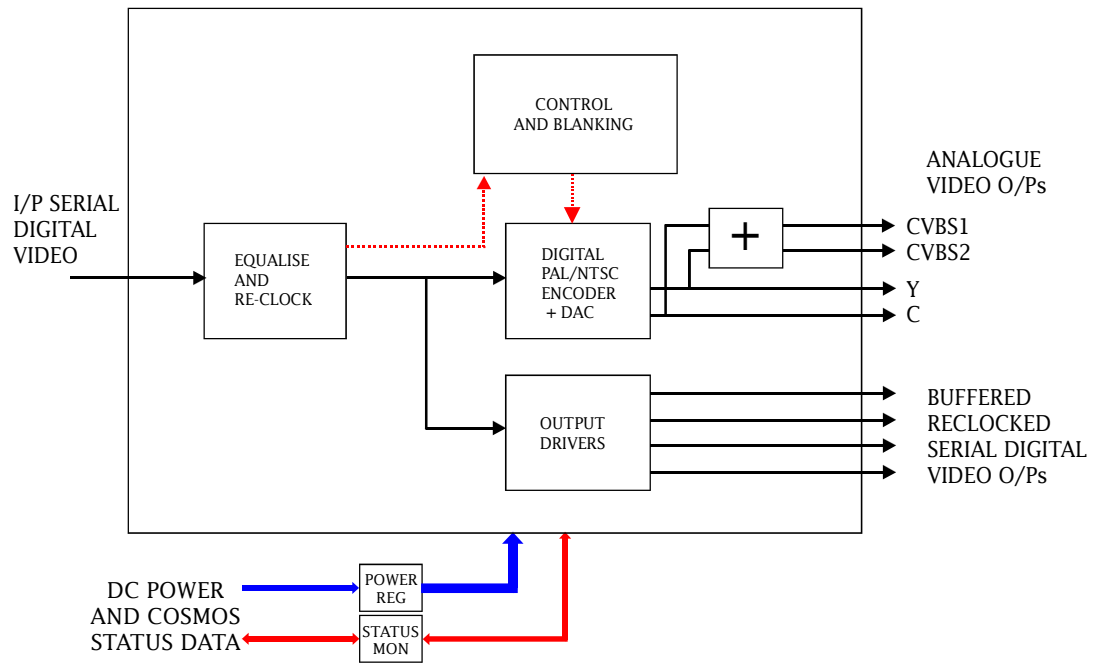 CONTROL
AND BLANKING
ANALOGUE
VIDEO O/Ps
I/P SERIAL
DIGITAL
VIDEO
EQUALISE
AND
RE-CLOCK
DIGITAL
PAL/NTSC
ENCODER
+ DAC
+
CVBS1
CVBS2
Y
C
OUTPUT
DRIVERS
BUFFERED
RECLOCKED
SERIAL DIGITAL
VIDEO O/Ps
DC POWER
AND COSMOS
STATUS DATA
POWER
REG
STATUS
MON